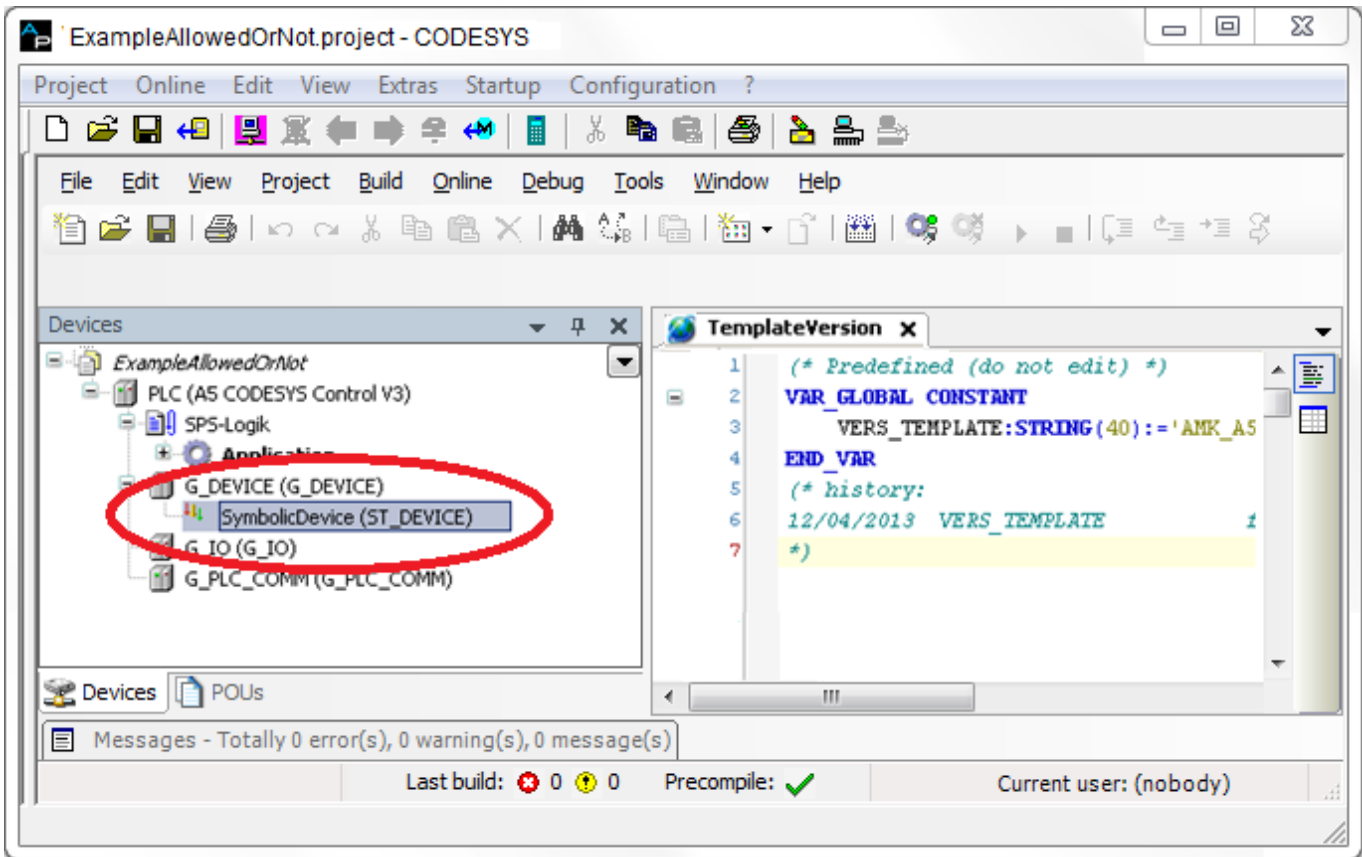 ExampleAllowedOrNot.project - CODESYS
Project Online Edit View Extras Startup Configuration ?
File Edit View Project Build Online Debug Tools Window Help
Devices
ExampleAllowedOrNot
PLC (A5 CODESYS Control V3)
SPS-Logik
Application
G_DEVICE (G_DEVICE)
SymbolicDevice (ST_DEVICE)
G_IO (G_IO)
G_PLC_COMM (G_PLC_COMM)
Devices POUs
TemplateVersion
1 (* Predefined (do not edit) *)
2 VAR_GLOBAL CONSTANT
3 VERS_TEMPLATE:STRING(40):='AMK_A5
4 END_VAR
5 (* history:
6 12/04/2013 VERS_TEMPLATE
7 *)
Messages - Totally 0 error(s), 0 warning(s), 0 message(s)
Last build: 0 0 Precompile: Current user: (nobody)